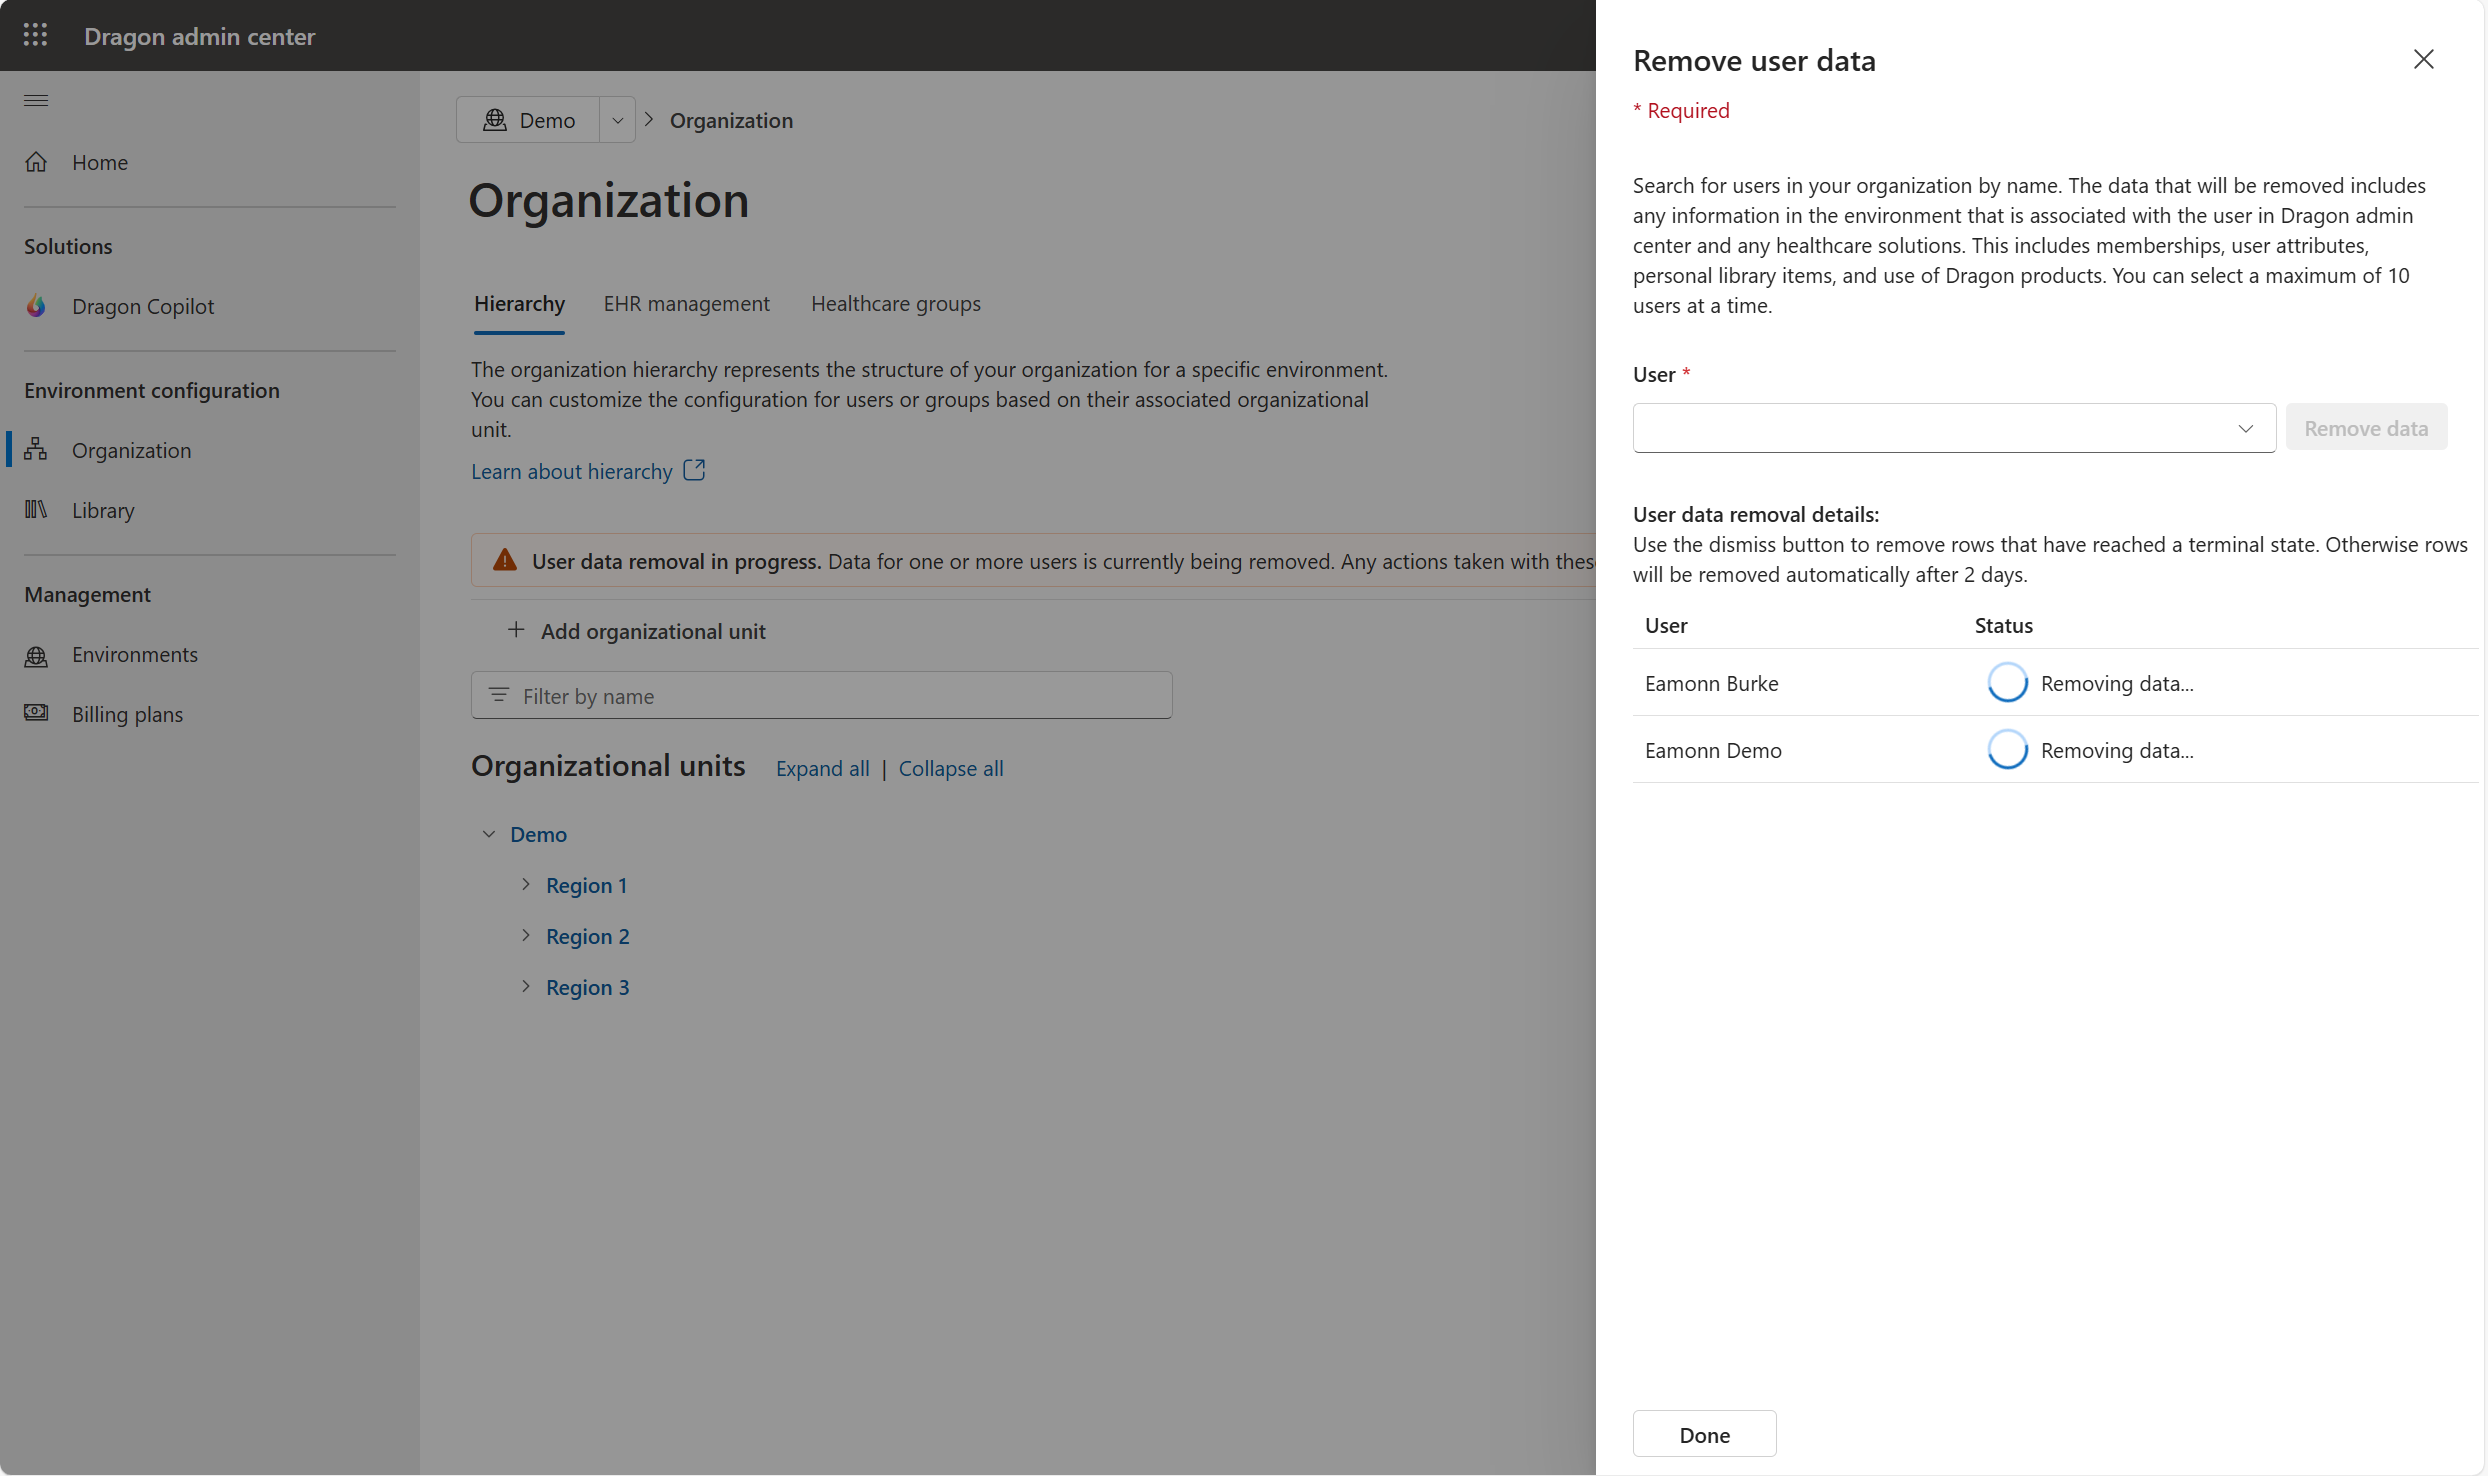 Dragon admin center
Home
Solutions
Dragon Copilot
Environment configuration
Organization
Library
Management
Environments
Billing plans
Demo
Organization
Organization
Hierarchy
EHR management
Healthcare groups
The organization hierarchy represents the structure of your organization for a specific environment.
You can customize the configuration for users or groups based on their associated organizational
unit.
Learn about hierarchy
User data removal in progress. Data for one or more users is currently being removed. Any actions taken with thes
Add organizational unit
Filter by name
Organizational units
Expand all | Collapse all
Demo
Region 1
Region 2
Region 3
Remove user data
* Required
Search for users in your organization by name. The data that will be removed includes
any information in the environment that is associated with the user in Dragon admin
center and any healthcare solutions. This includes memberships, user attributes,
personal library items, and use of Dragon products. You can select a maximum of 10
users at a time.
User *
Remove data
User data removal details:
Use the dismiss button to remove rows that have reached a terminal state. Otherwise rows
will be removed automatically after 2 days.
User Status
Eamonn Burke Removing data...
Eamonn Demo Removing data...
Done